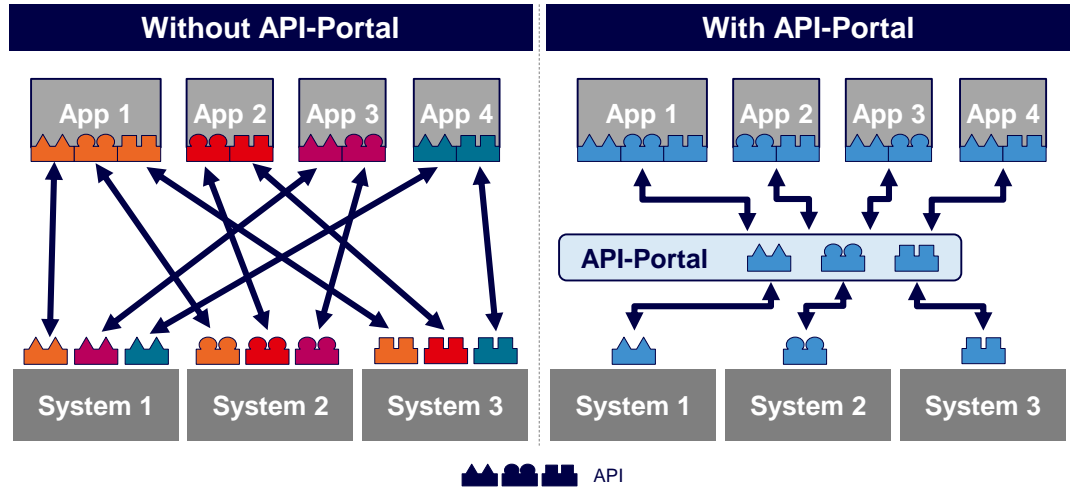 Without API-Portal
With API-Portal
App 1
App 2
App 3
App 4
App 1
App 2
App 3
App 4
API-Portal
System 1
System 2
System 3
System 1
System 2
System 3
API